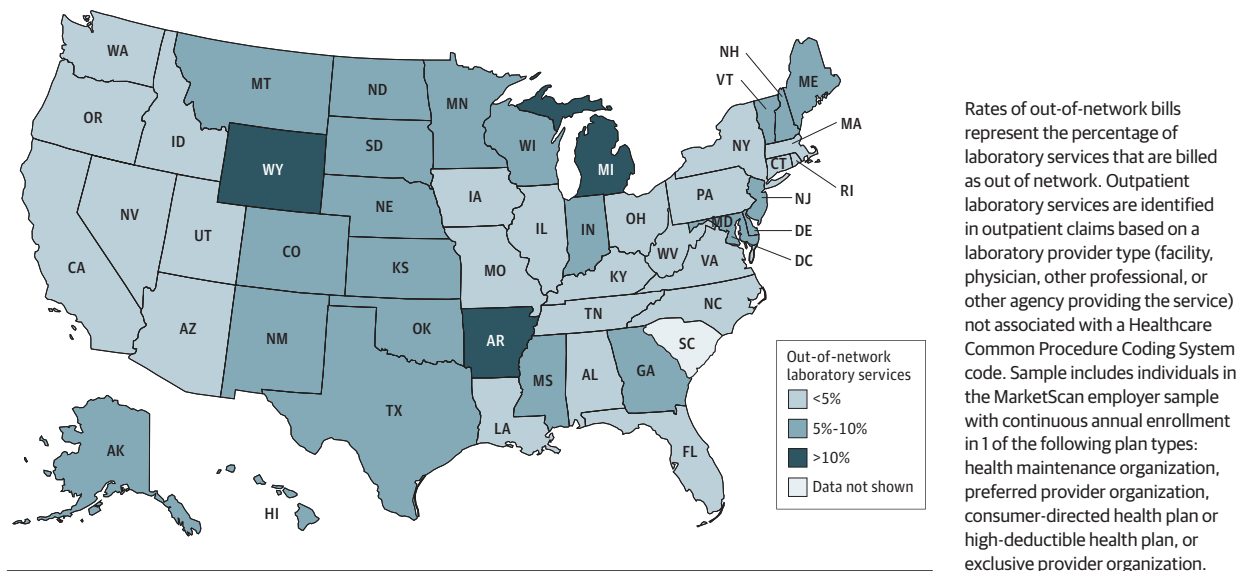 WA
MT
ND
MN
OR
ID
SD
WI
WY
MI
NH
VT
ME
MA
NY
CT
RI
NV
UT
CA
NE
IA
IL
IN
OH
PA
NJ
MD
DE
DC
CO
KS
MO
KY
WV
VA
AZ
NM
OK
AR
TN
NC
SC
TX
LA
MS
AL
GA
FL
AK
HI
Out-of-network
laboratory services
<5%
5%-10%
>10%
Data not shown
Rates of out-of-network bills
represent the percentage of
laboratory services that are billed
as out of network. Outpatient
laboratory services are identified
in outpatient claims based on a
laboratory provider type (facility,
physician, other professional, or
other agency providing the service)
not associated with a Healthcare
Common Procedure Coding System
code. Sample includes individuals in
the MarketScan employer sample
with continuous annual enrollment
in 1 of the following plan types:
health maintenance organization,
preferred provider organization,
consumer-directed health plan or
high-deductible health plan, or
exclusive provider organization.